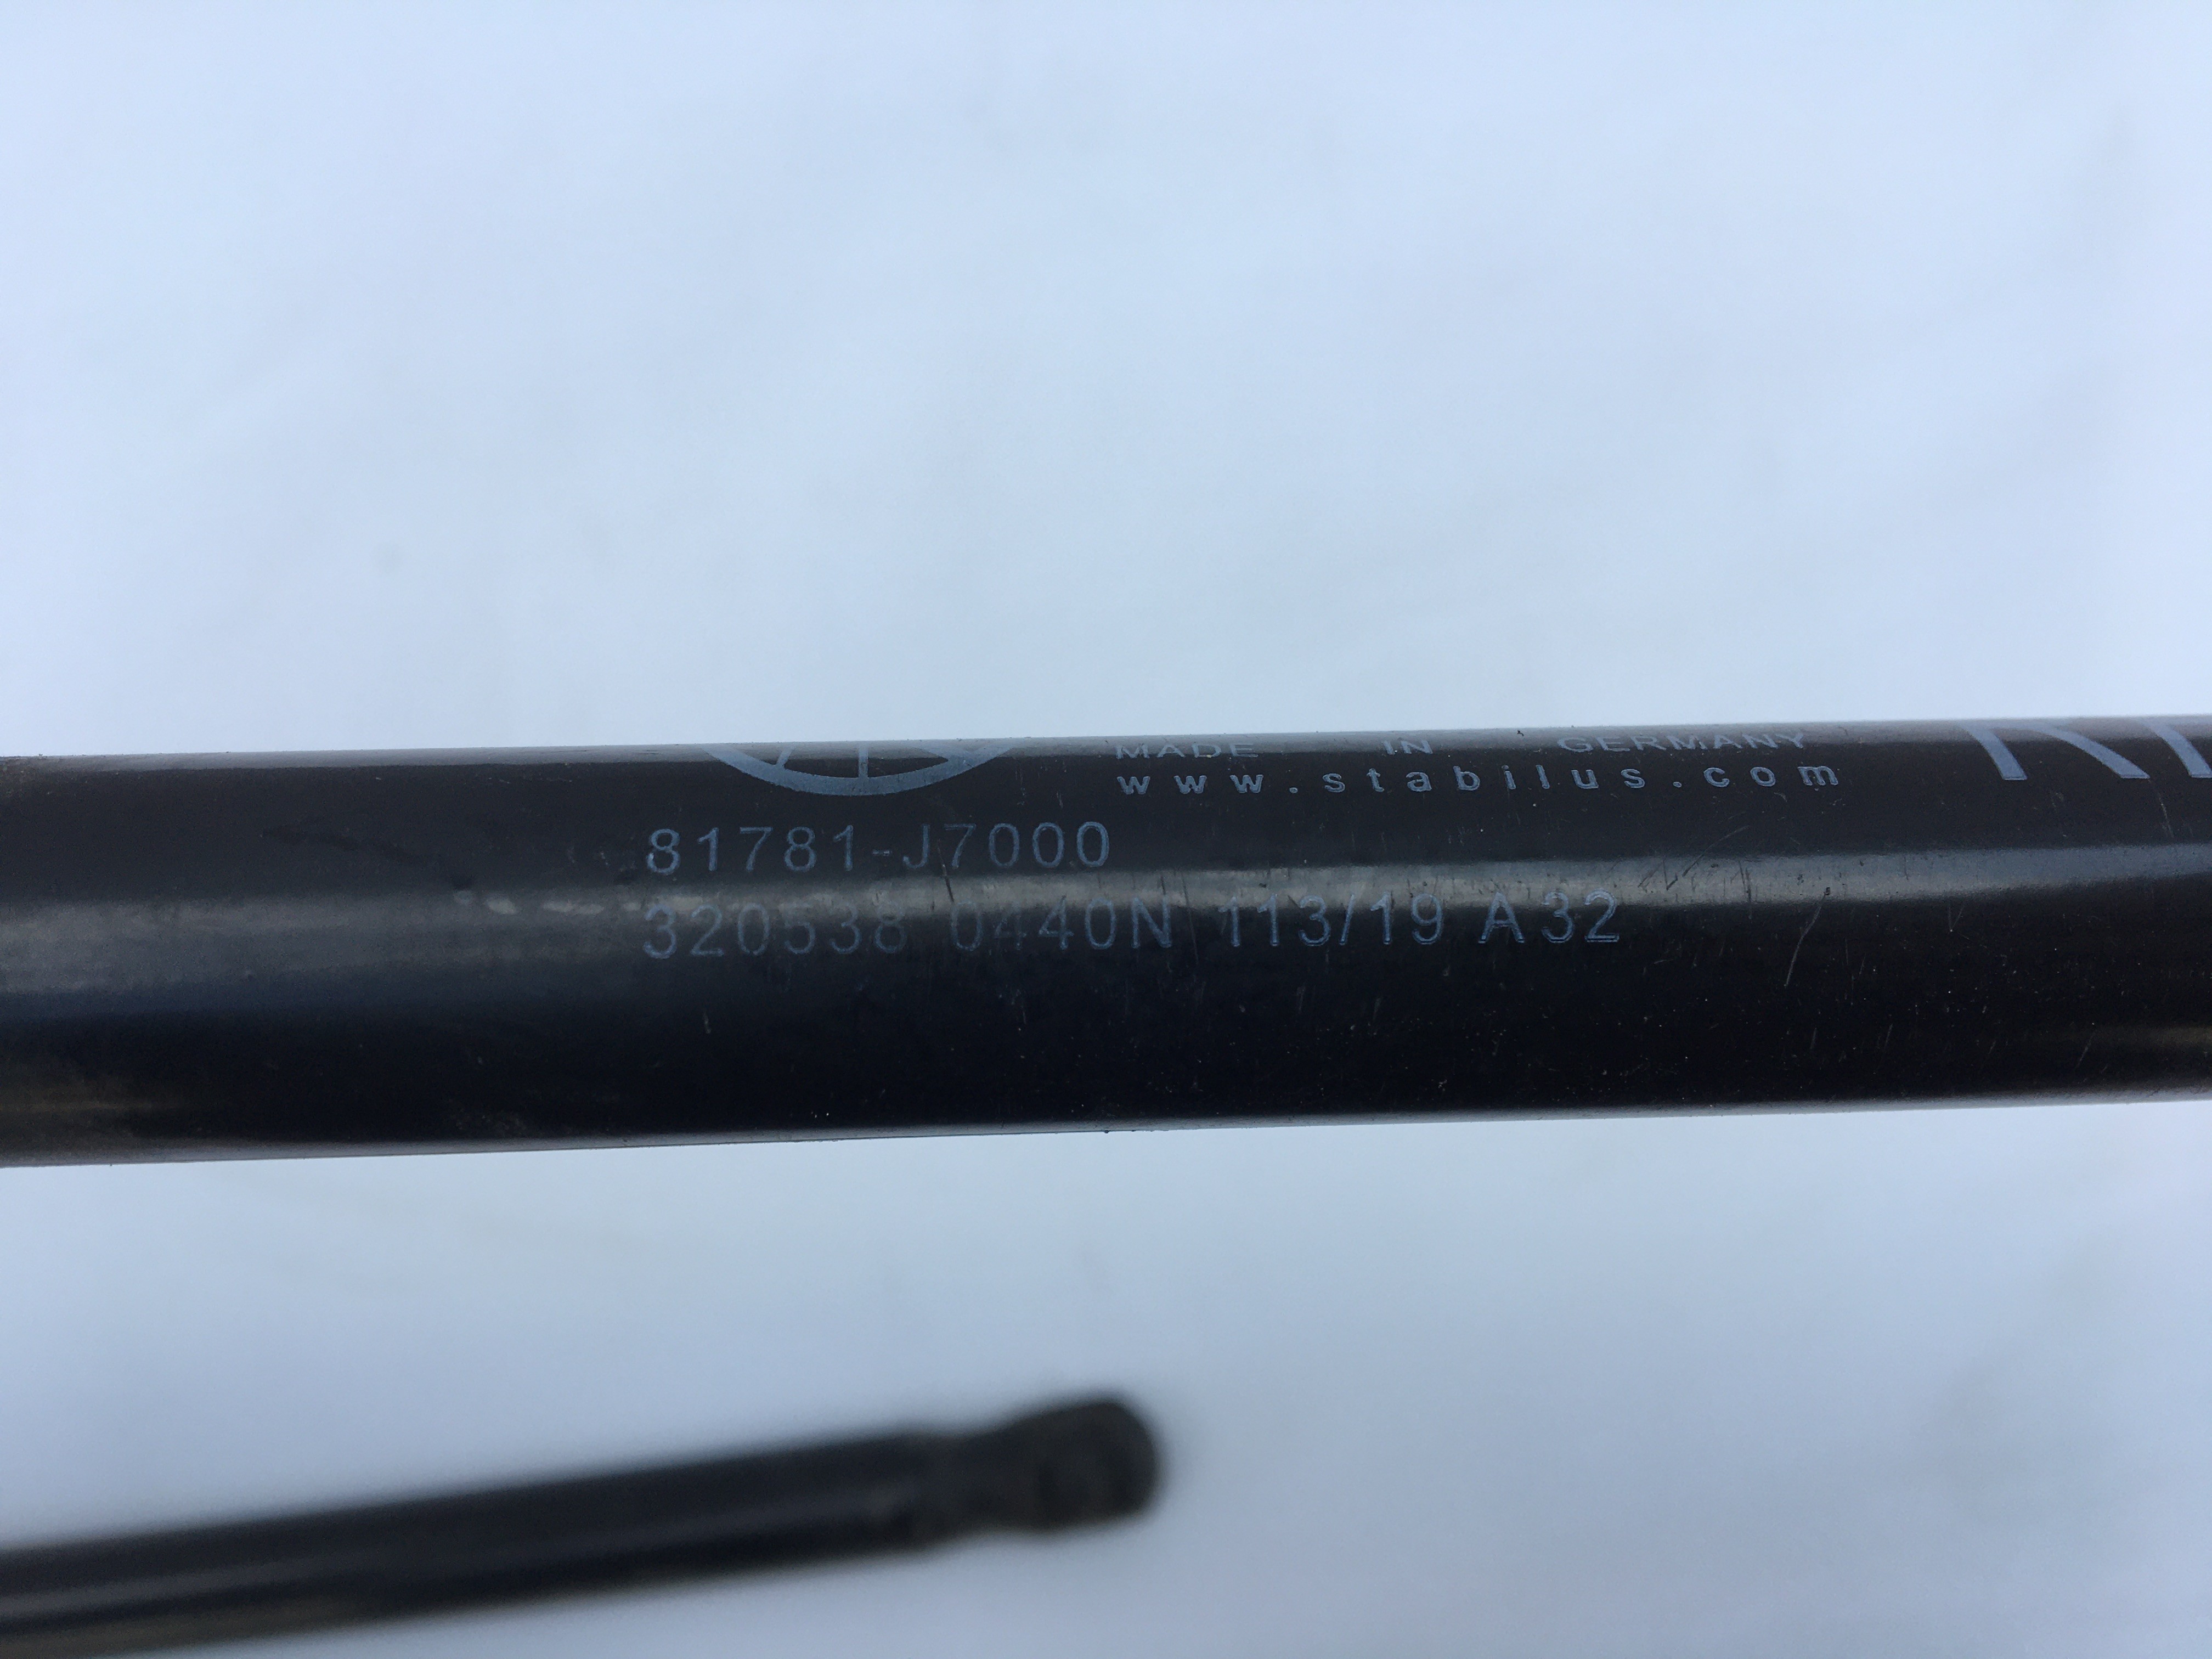 MADE IN GERMANY
www.stabilus.com
81781-J7000
320538 0440N 113/19 A32